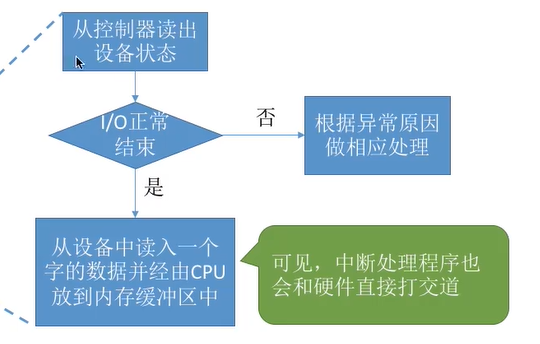 从控制器读出
设备状态
I/O正常
结束
否
根据异常原因
做相应处理
是
从设备中读入一个
字的数据并经由CPU
放到内存缓冲区中
可见，中断处理程序也
会和硬件直接打交道